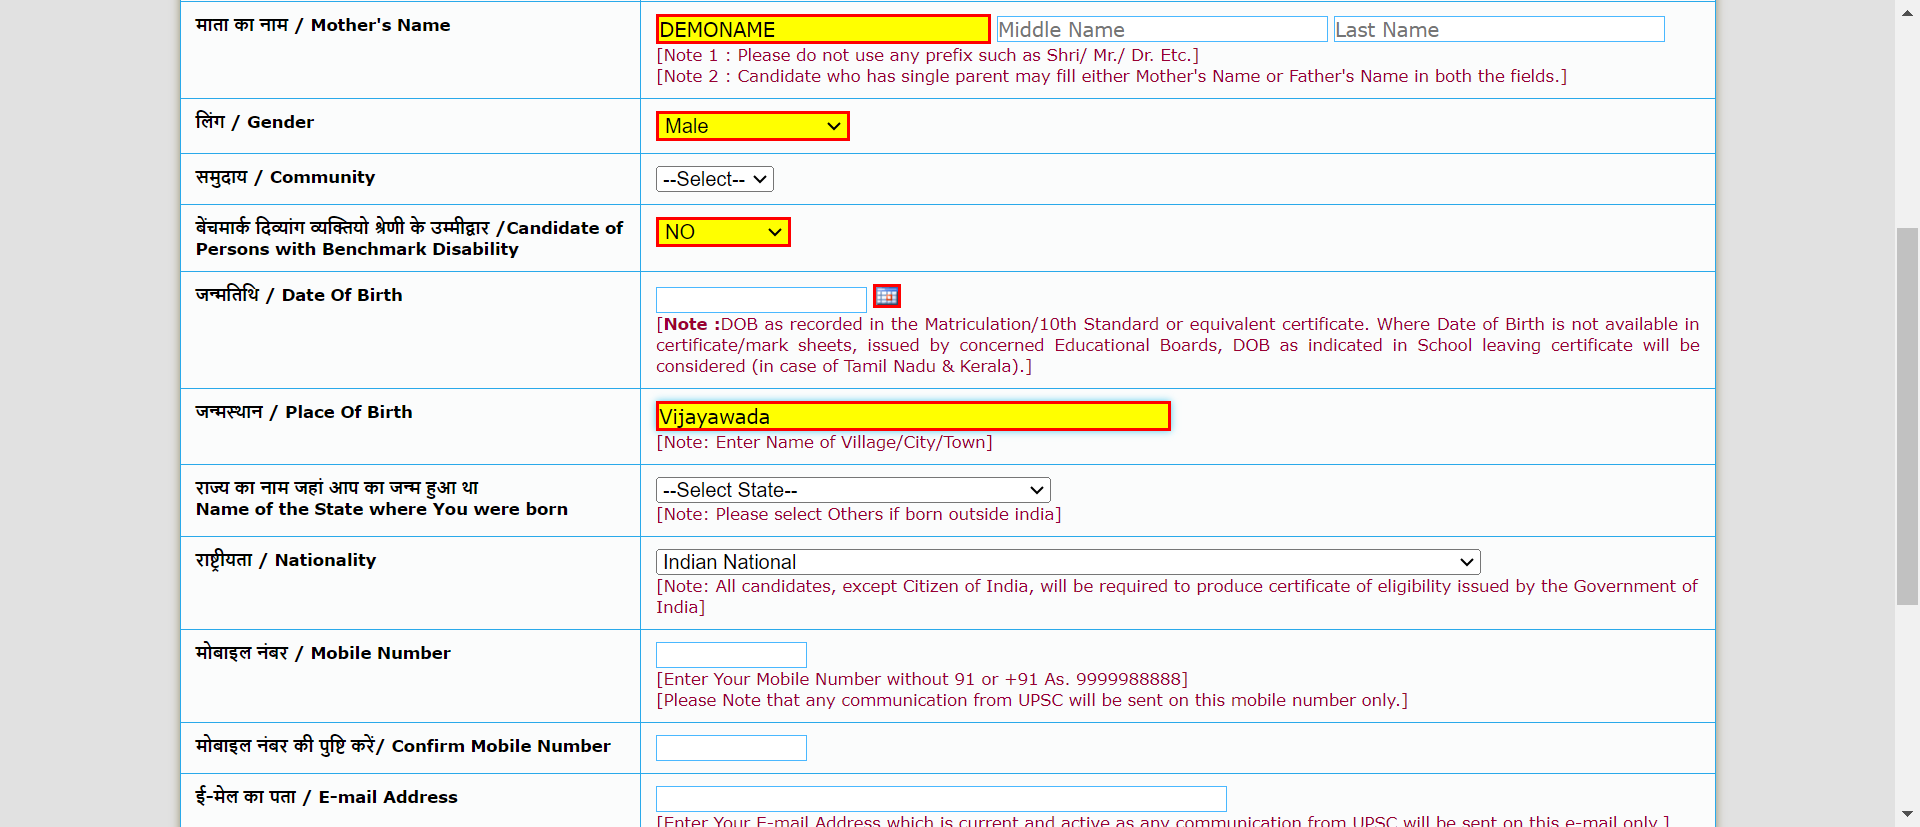 माता का नाम / Mother's Name
DEMONAME Middle Name Last Name
[Note 1 : Please do not use any prefix such as Shri/ Mr./ Dr. Etc.]
[Note 2 : Candidate who has single parent may fill either Mother's Name or Father's Name in both the fields.]
लिंग / Gender
Male
समुदाय / Community
--Select--
बेंचमार्क दिव्यांग व्यक्तियो श्रेणी के उम्मीद्वार /Candidate of
Persons with Benchmark Disability
NO
जन्मतिथि / Date Of Birth
[Note :DOB as recorded in the Matriculation/10th Standard or equivalent certificate. Where Date of Birth is not available in
certificate/mark sheets, issued by concerned Educational Boards, DOB as indicated in School leaving certificate will be
considered (in case of Tamil Nadu & Kerala).]
जन्मस्थान / Place Of Birth
Vijayawada
[Note: Enter Name of Village/City/Town]
राज्य का नाम जहां आप का जन्म हुआ था
Name of the State where You were born
--Select State--
[Note: Please select Others if born outside india]
राष्ट्रीयता / Nationality
Indian National
[Note: All candidates, except Citizen of India, will be required to produce certificate of eligibility issued by the Government of
India]
मोबाइल नंबर / Mobile Number
[Enter Your Mobile Number without 91 or +91 As. 9999988888]
[Please Note that any communication from UPSC will be sent on this mobile number only.]
मोबाइल नंबर की पुष्टि करें/ Confirm Mobile Number
ई-मेल का पता / E-mail Address
[Enter Your E-mail Address which is current and active as any communication from UPSC will be sent on this e-mail only.]